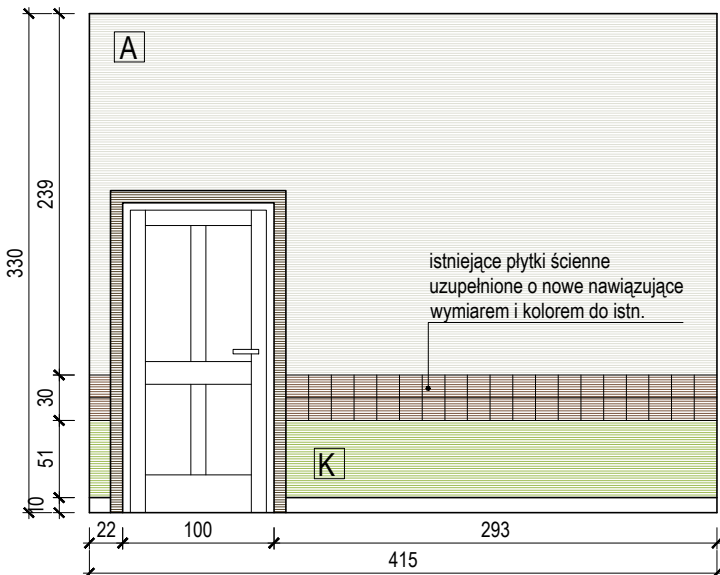 A
istniejące płytki ścienne
uzupełnione o nowe nawiązujące
wymiarem i kolorem do istn.
K
330
239
30
51
10
22
100
293
415